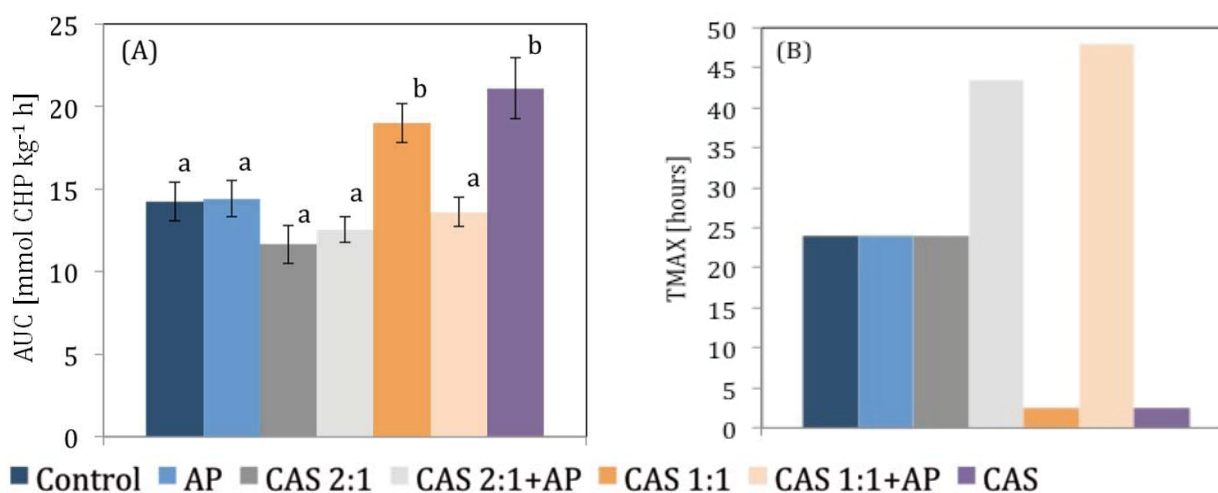 (A)
AUC [mmol CHP kg⁻¹ h]
25
20
15
10
5
0
a
a
a
a
b
a
b
(B)
TMAX [hours]
50
45
40
35
30
25
20
15
10
5
0
Control AP CAS 2:1 CAS 2:1+AP CAS 1:1 CAS 1:1+AP CAS